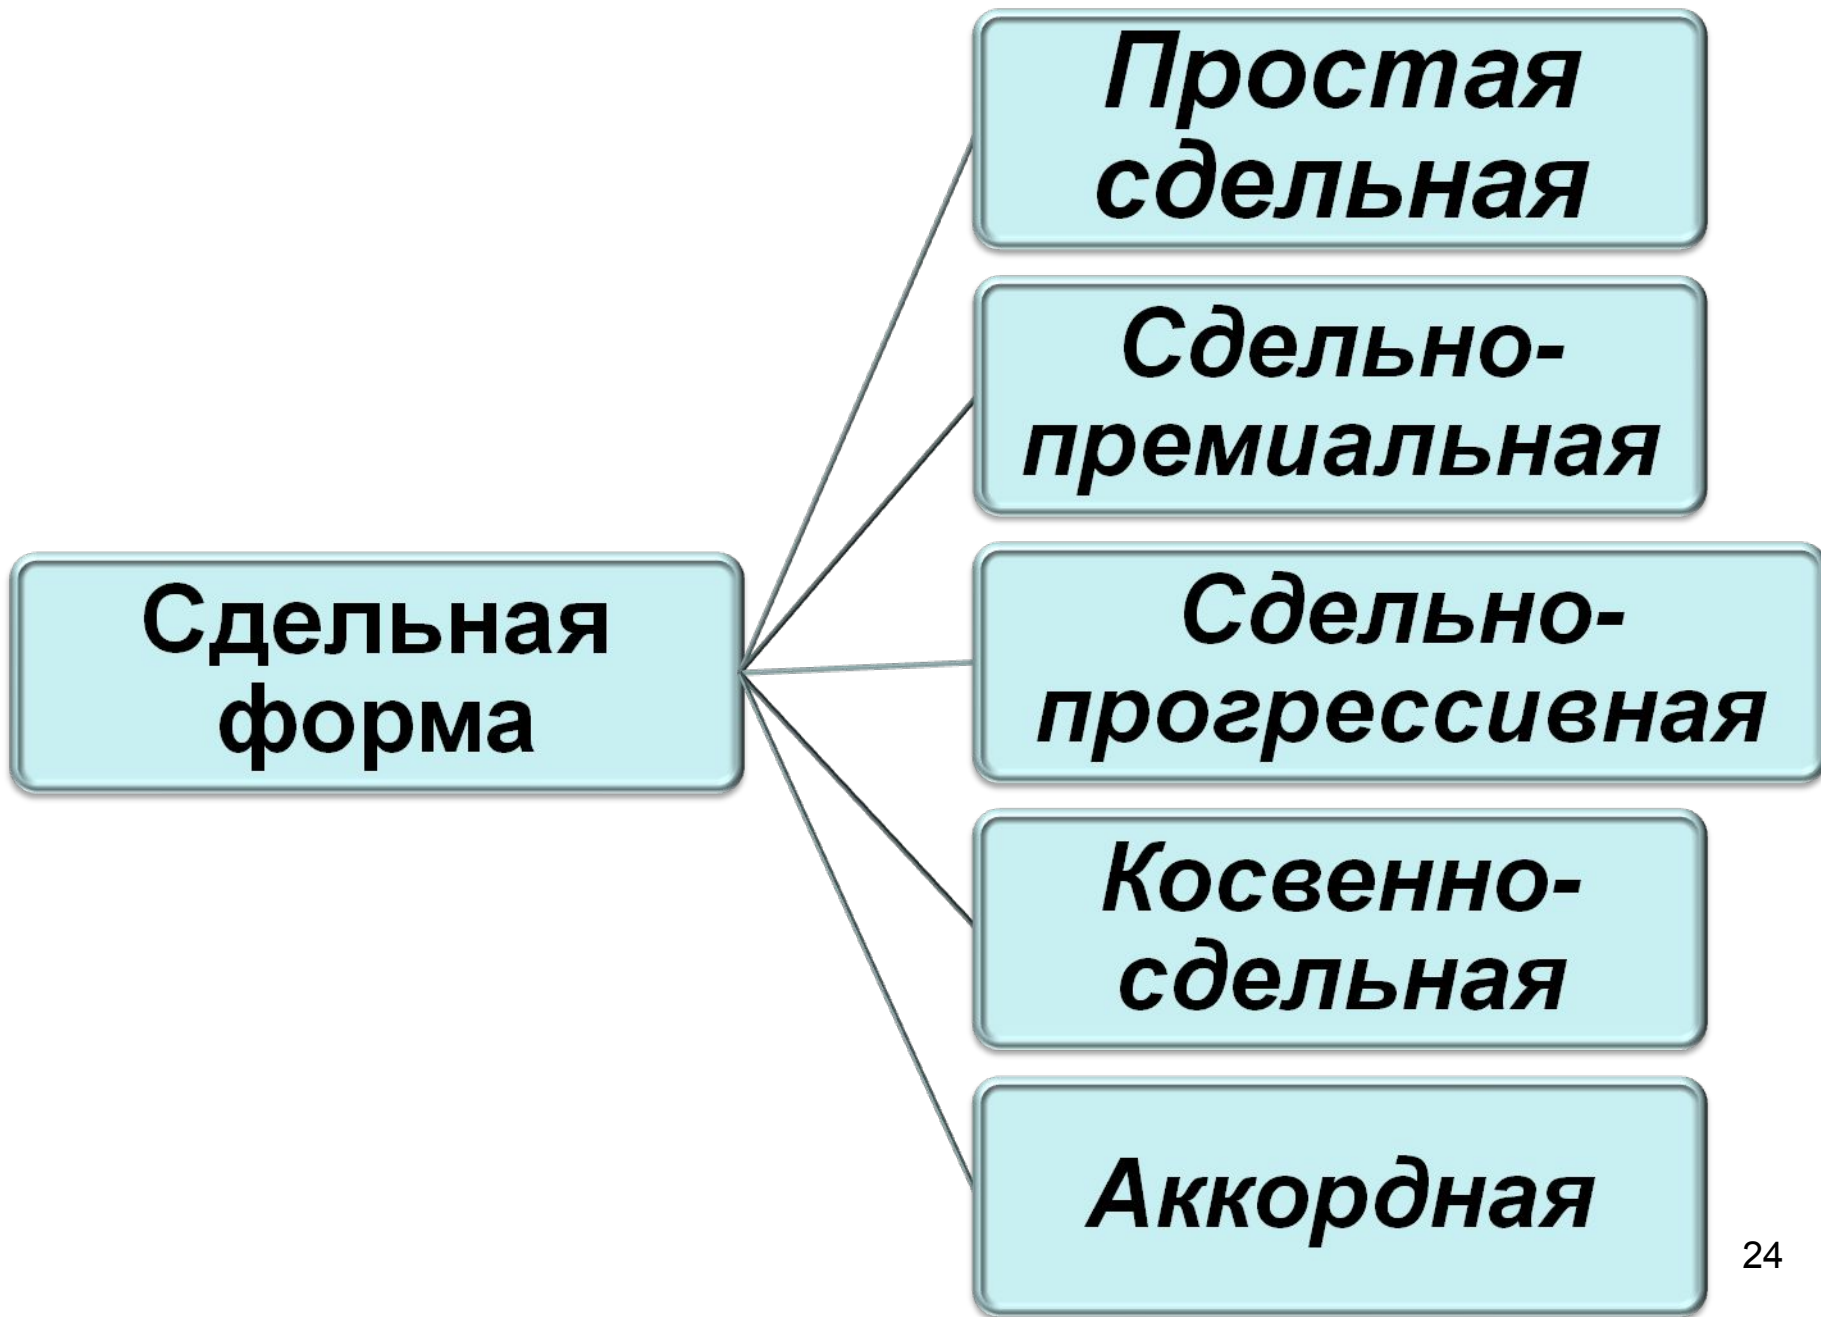 Простая
сдельная
Сдельно-
премиальная
Сдельная
форма
Сдельно-
прогрессивная
Косвенно-
сдельная
Аккордная
24